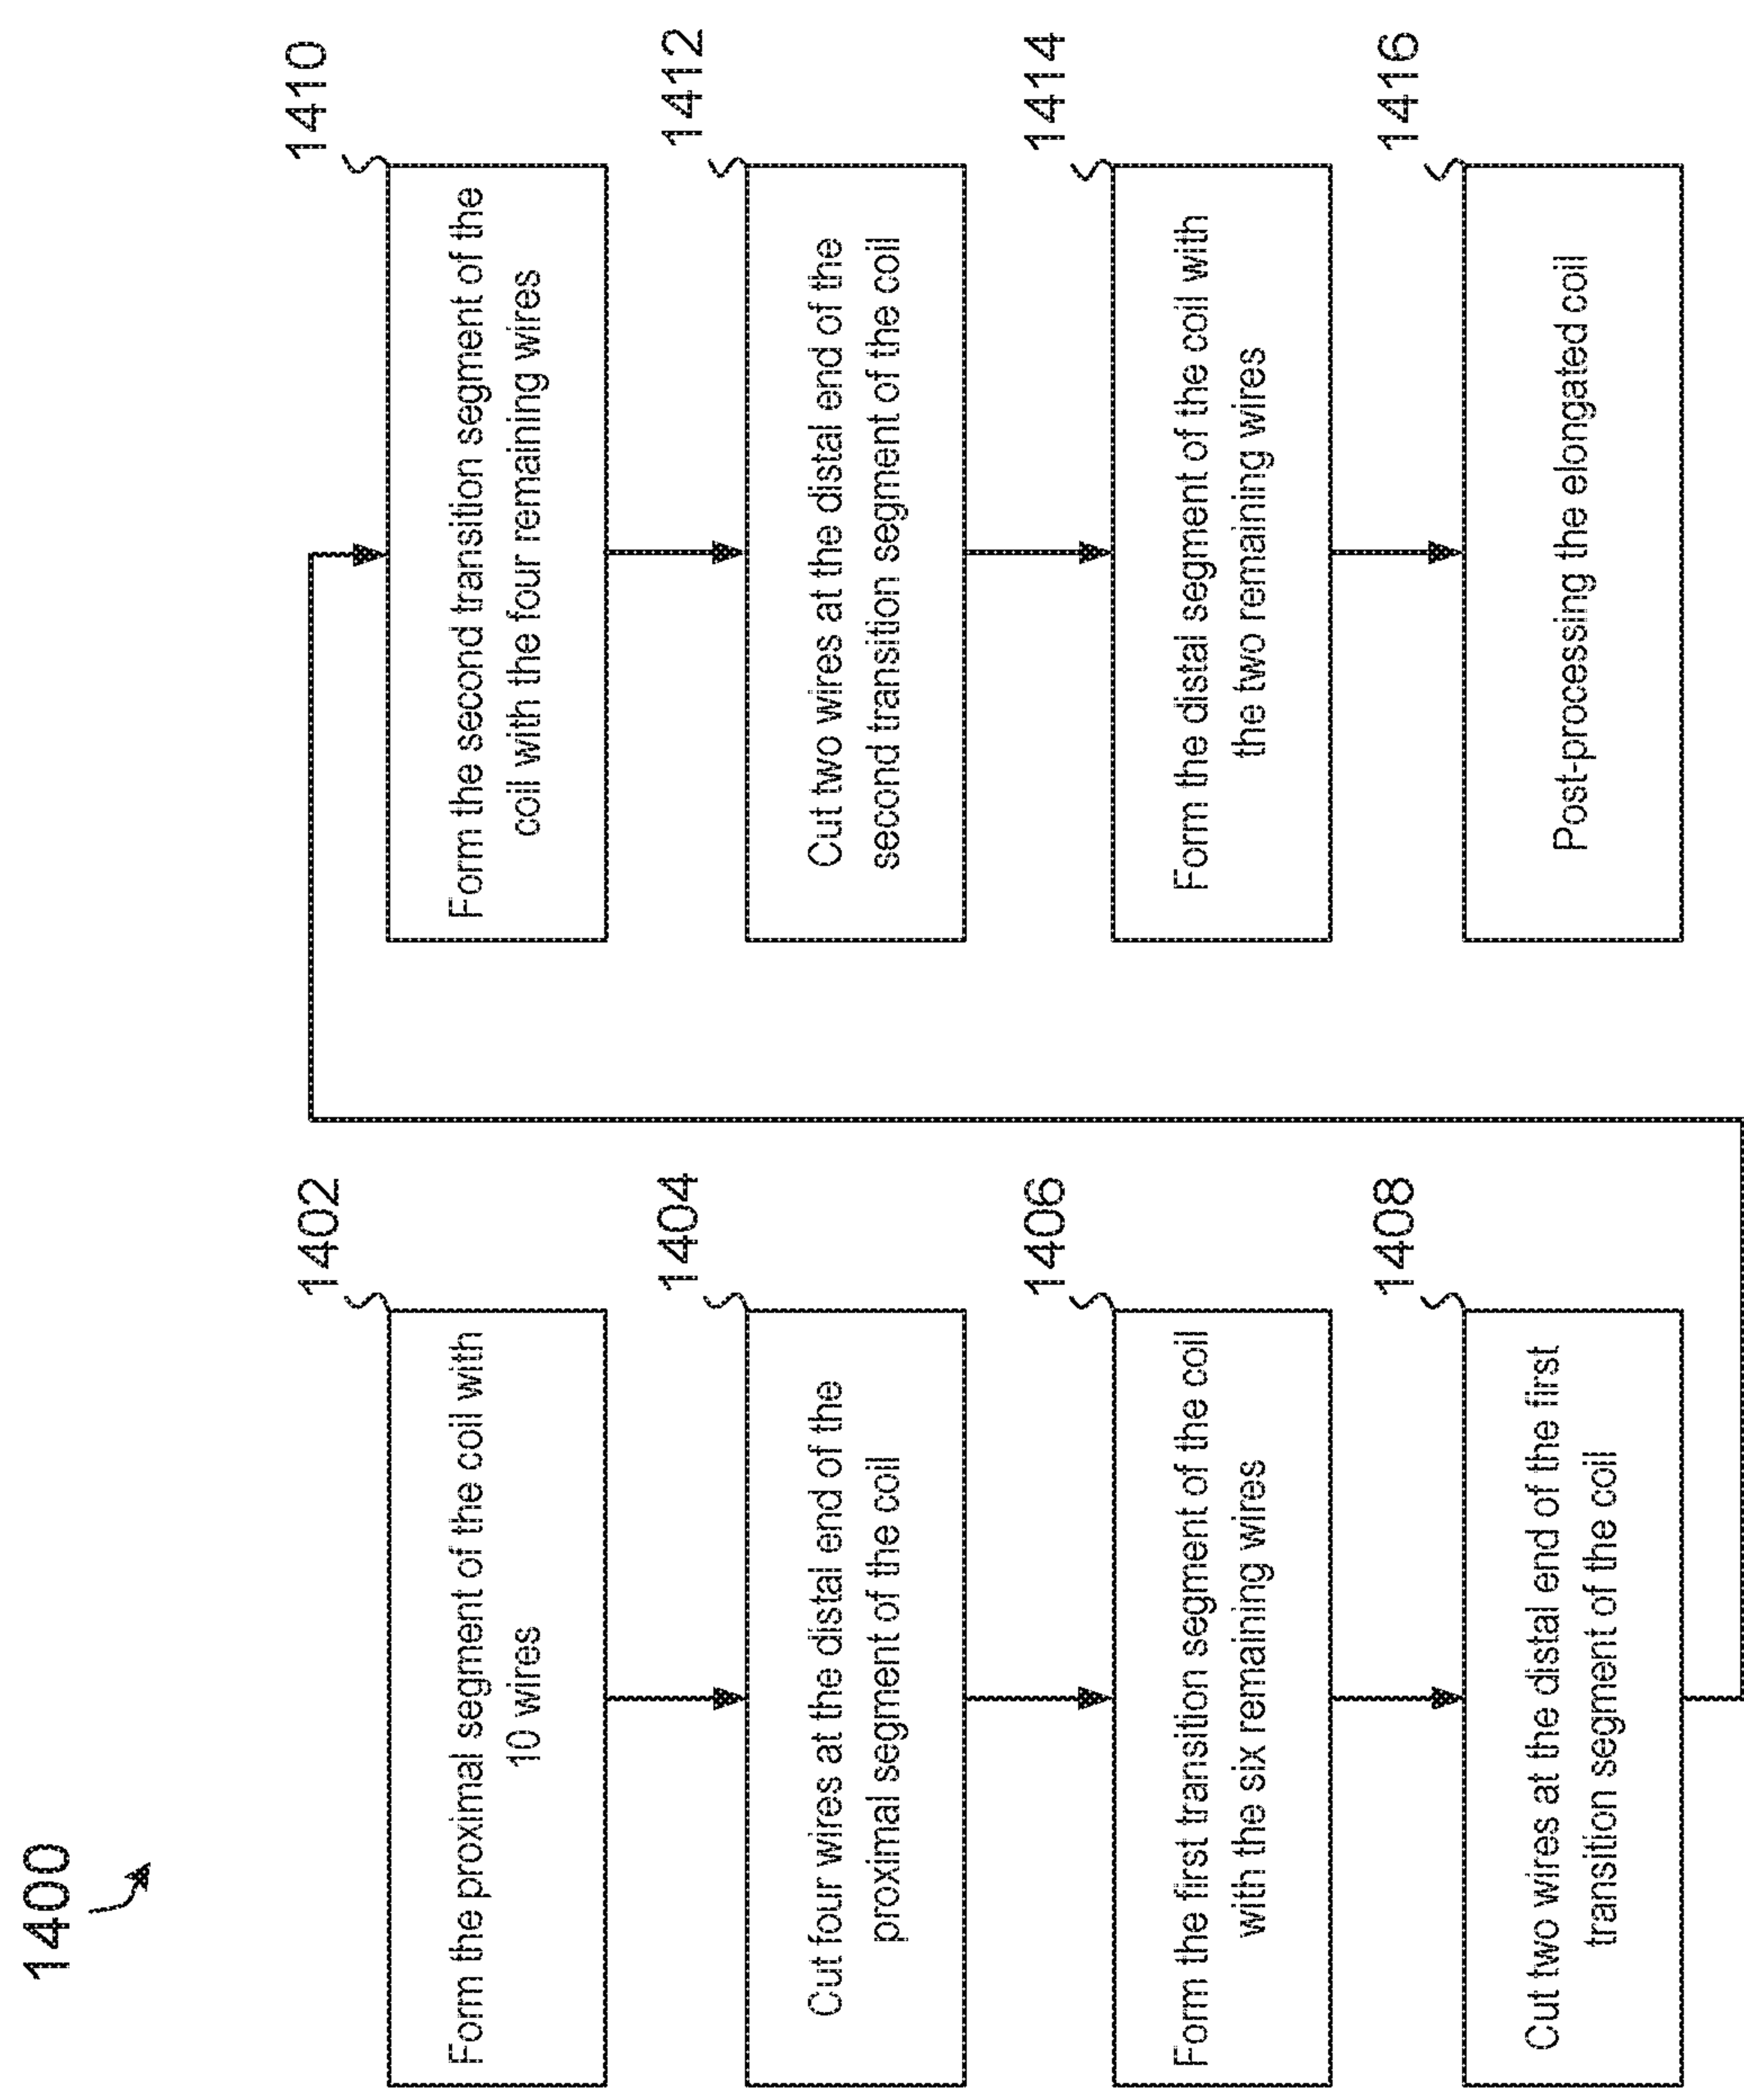 1400
1402
Form the proximal segment of the coil with
10 wires
1404
Cut four wires at the distal end of the
proximal segment of the coil
1406
Form the first transition segment of the coil
with the six remaining wires
1408
Cut two wires at the distal end of the first
transition segment of the coil
1410
Form the second transition segment of the
coil with the four remaining wires
1412
Cut two wires at the distal end of the
second transition segment of the coil
1414
Form the distal segment of the coil with
the two remaining wires
1416
Post-processing the elongated coil